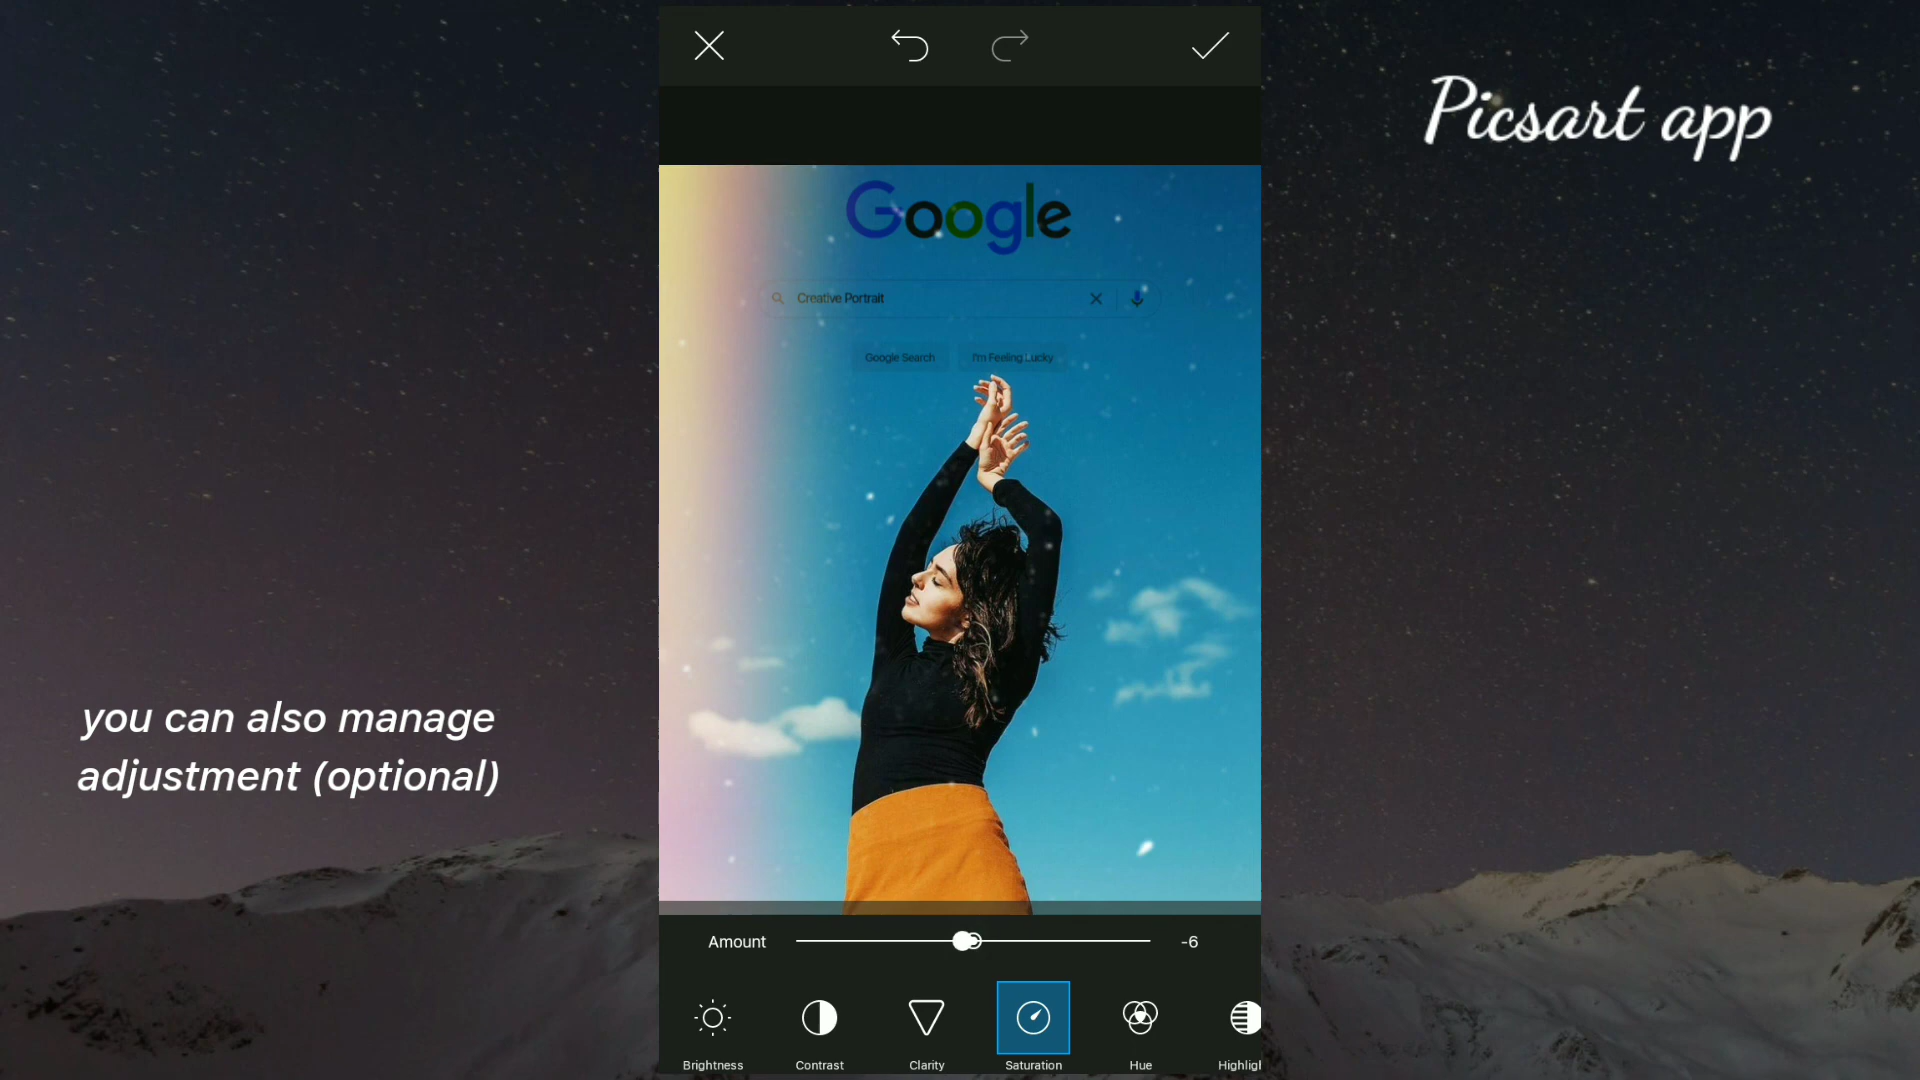 Picsart app
Google
Creative Portrait
Google Search
I'm Feeling Lucky
you can also manage
adjustment (optional)
Amount
-6
Brightness
Contrast
Clarity
Saturation
Hue
Highlig